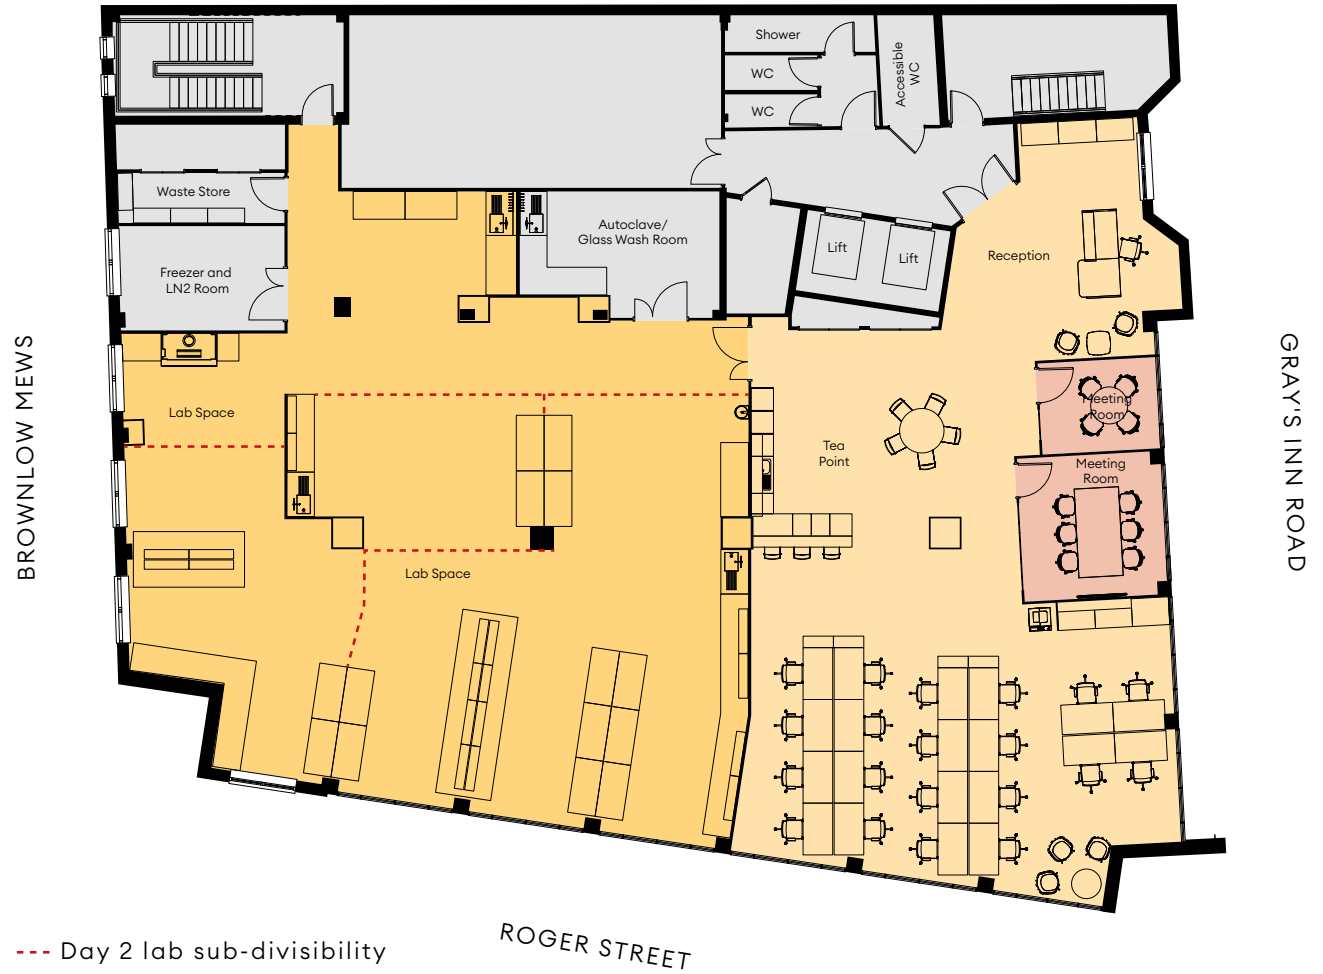 Shower
WC
WC
Accessible
WC
Waste Store
Autoclave/
Glass Wash Room
Freezer and
LN2 Room
Lift
Lift
Reception
Lab Space
Meeting
Room
Tea
Point
Meeting
Room
Lab Space
BROWNLOW MEWS
GRAY'S INN ROAD
ROGER STREET
Day 2 lab sub-divisibility